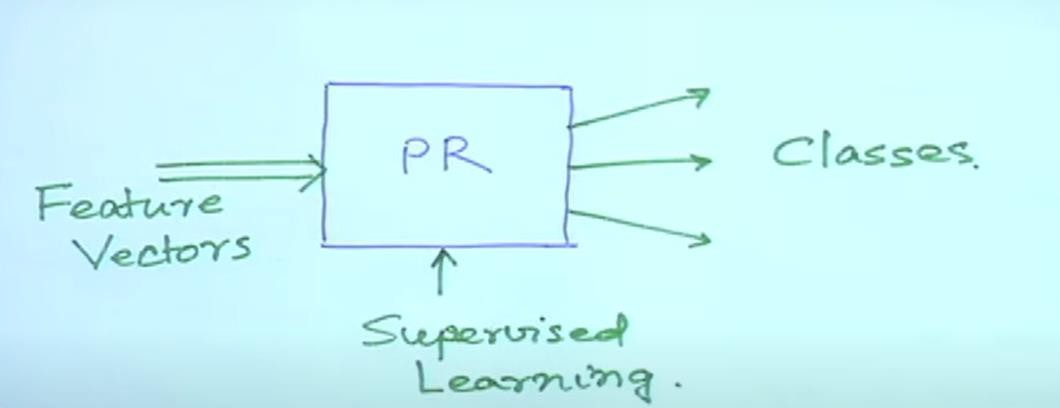 PR
Classes.
Feature
Vectors
Supervised
Learning.